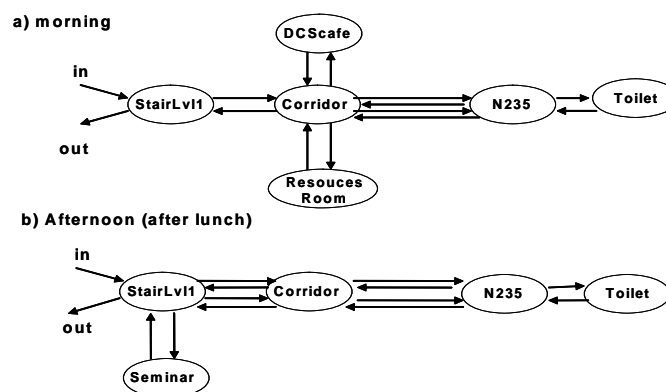 a) morning
DCScafe
in
StairLvl1
Corridor
N235
Toilet
out
Resouces
Room
b) Afternoon (after lunch)
in
StairLvl1
Corridor
N235
Toilet
out
Seminar